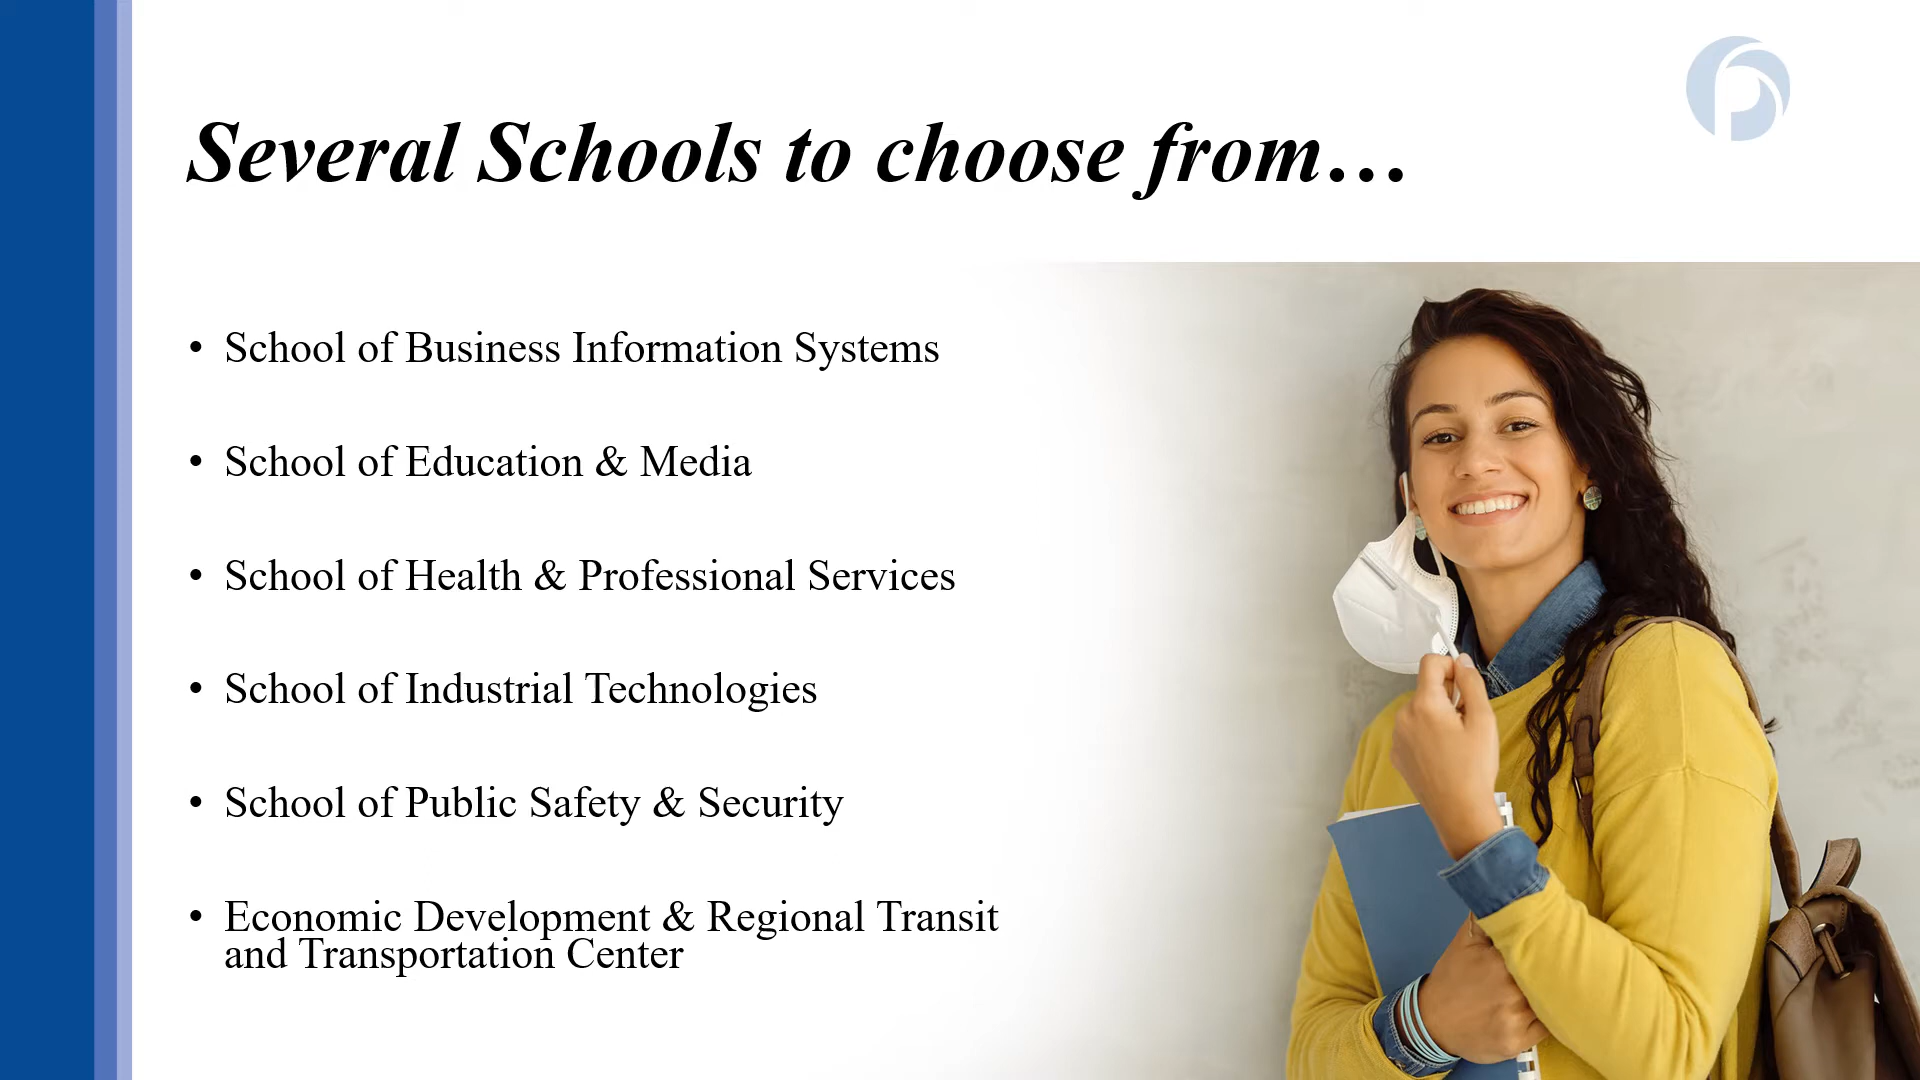 Several Schools to choose from…
• School of Business Information Systems
• School of Education & Media
• School of Health & Professional Services
• School of Industrial Technologies
• School of Public Safety & Security
• Economic Development & Regional Transit
and Transportation Center